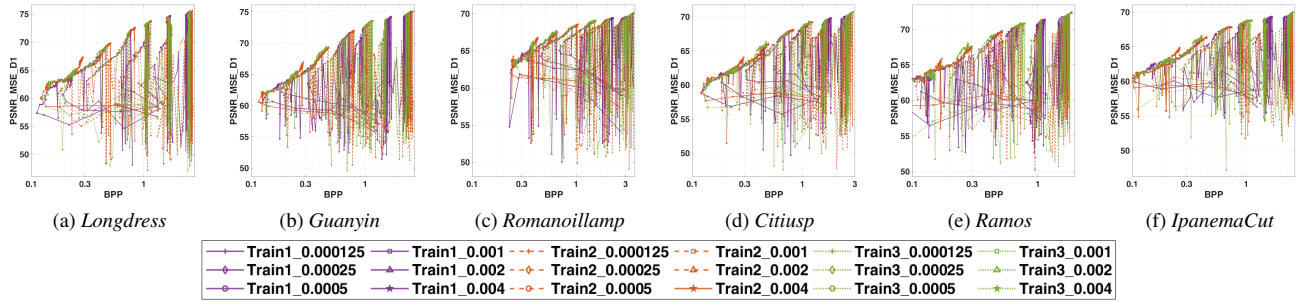 75
70
65
60
55
50
PSNR_MSE_D1
0.1 0.3 1
BPP
(a) Longdress
75
70
65
60
55
50
PSNR_MSE_D1
0.1 0.3 1
BPP
(b) Guanyin
70
65
60
55
50
PSNR_MSE_D1
0.1 0.3 1 3
BPP
(c) Romanoillamp
70
65
60
55
50
PSNR_MSE_D1
0.1 0.3 1 3
BPP
(d) Citiusp
70
65
60
55
50
PSNR_MSE_D1
0.1 0.3 1
BPP
(e) Ramos
70
65
60
55
50
PSNR_MSE_D1
0.1 0.3 1
BPP
(f) IpanemaCut
Train1_0.000125 Train1_0.001 Train2_0.000125 Train2_0.001 Train3_0.000125 Train3_0.001
Train1_0.00025 Train1_0.002 Train2_0.00025 Train2_0.002 Train3_0.00025 Train3_0.002
Train1_0.0005 Train1_0.004 Train2_0.0005 Train2_0.004 Train3_0.0005 Train3_0.004